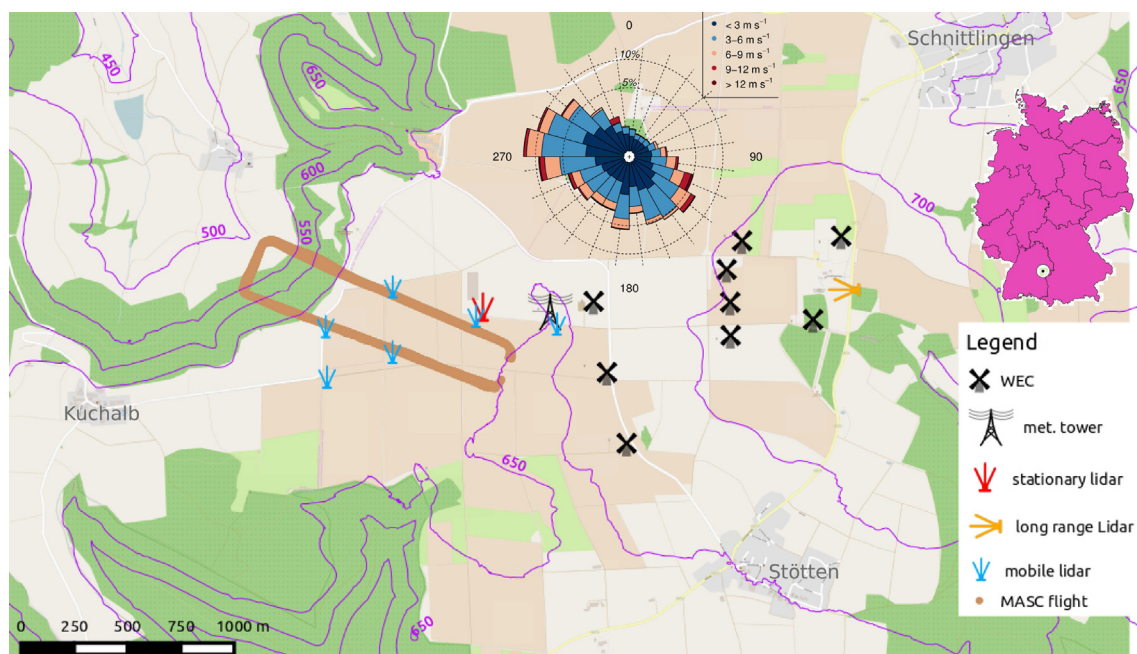 0
10%
5%
270
90
180
< 3 m s⁻¹
3–6 m s⁻¹
6–9 m s⁻¹
9–12 m s⁻¹
> 12 m s⁻¹
Schnittlingen
450
650
650
600
500
550
700
Kuchalb
650
650
Stötten
Legend
WEC
met. tower
stationary lidar
long range Lidar
mobile lidar
MASC flight
0 250 500 750 1000 m